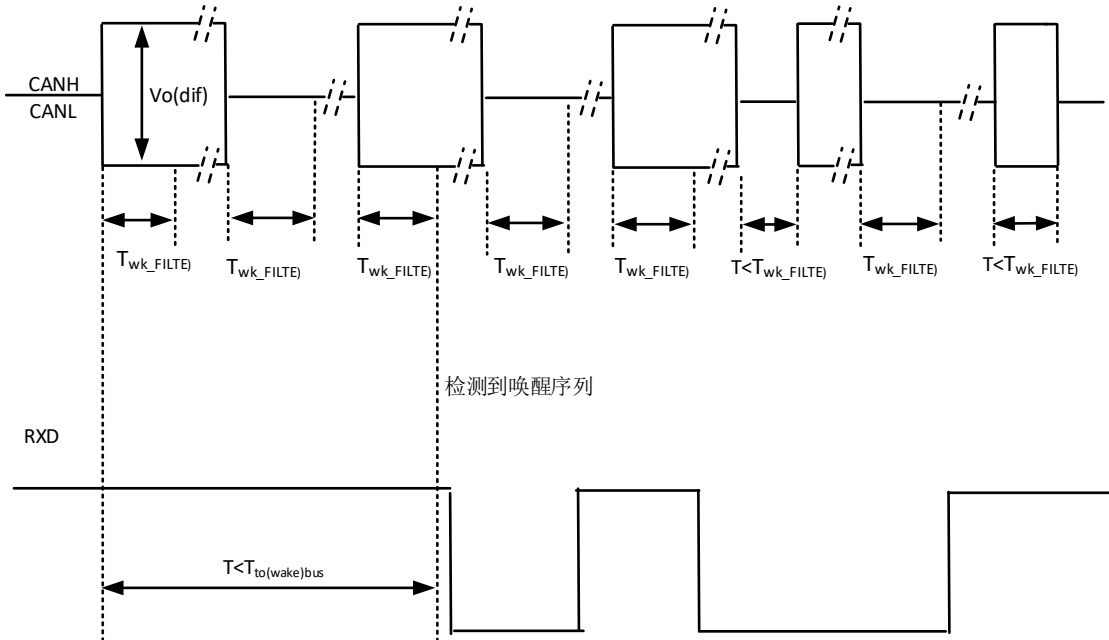 CANH
CANL
Vo(dif)
Twk_FILTE)
Twk_FILTE)
Twk_FILTE)
Twk_FILTE)
Twk_FILTE)
T<Twk_FILTE)
Twk_FILTE)
T<Twk_FILTE)
检测到唤醒序列
RXD
T<Tto(wake)bus